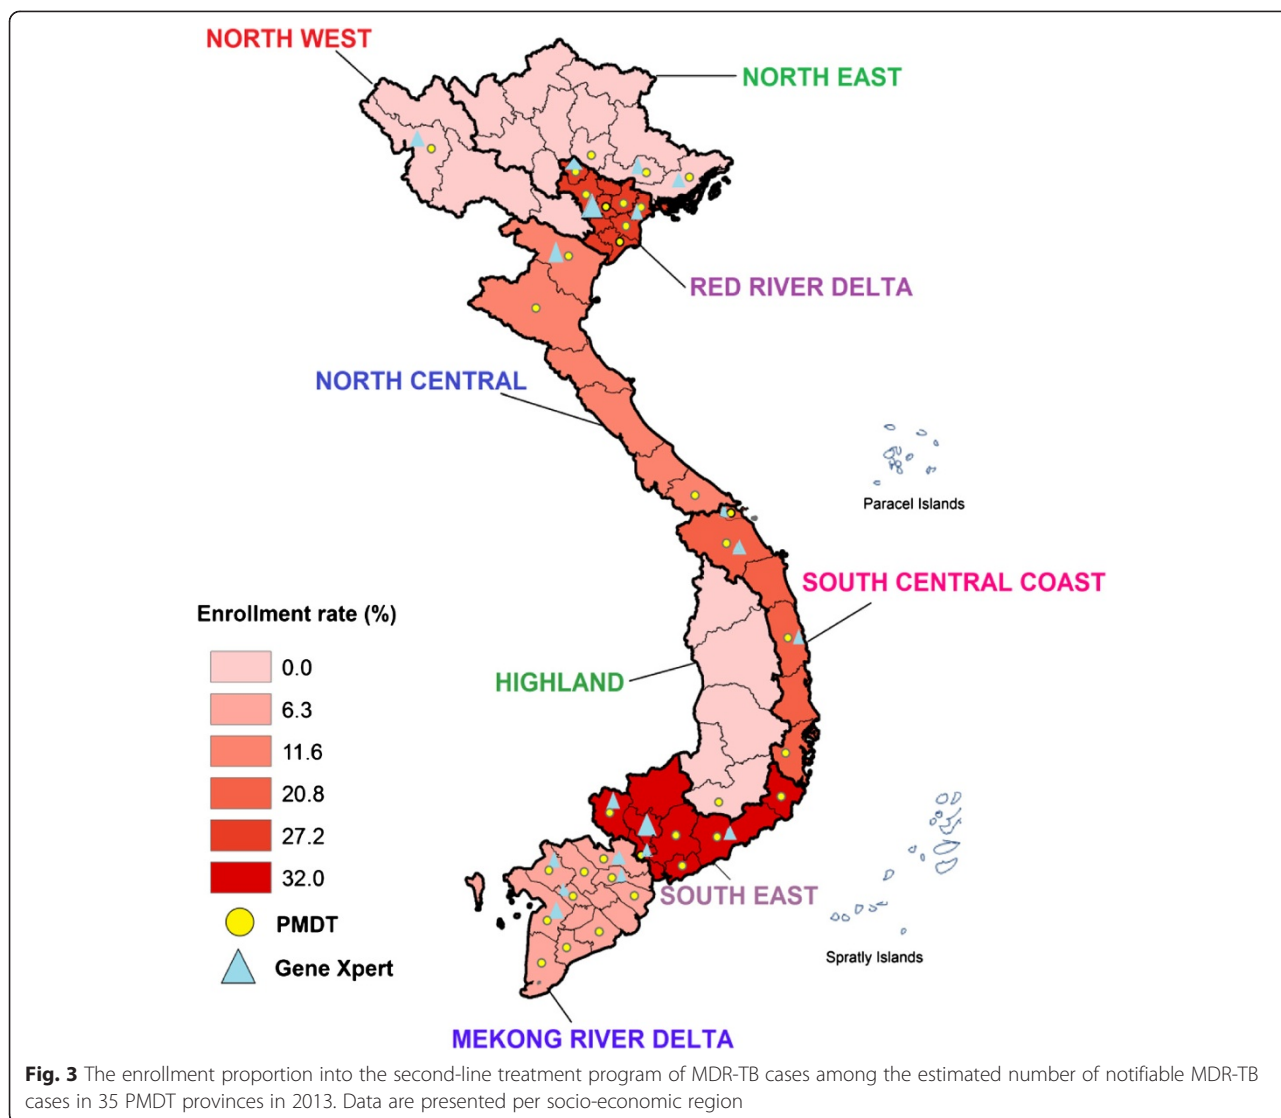 NORTH WEST
NORTH EAST
RED RIVER DELTA
NORTH CENTRAL
Paracel Islands
SOUTH CENTRAL COAST
Enrollment rate (%)
0.0
HIGHLAND
6.3
11.6
20.8
27.2
32.0
SOUTH EAST
PMDT
Spratly Islands
Gene Xpert
MEKONG RIVER DELTA
Fig. 3 The enrollment proportion into the second-line treatment program of MDR-TB cases among the estimated number of notifiable MDR-TB
cases in 35 PMDT provinces in 2013. Data are presented per socio-economic region